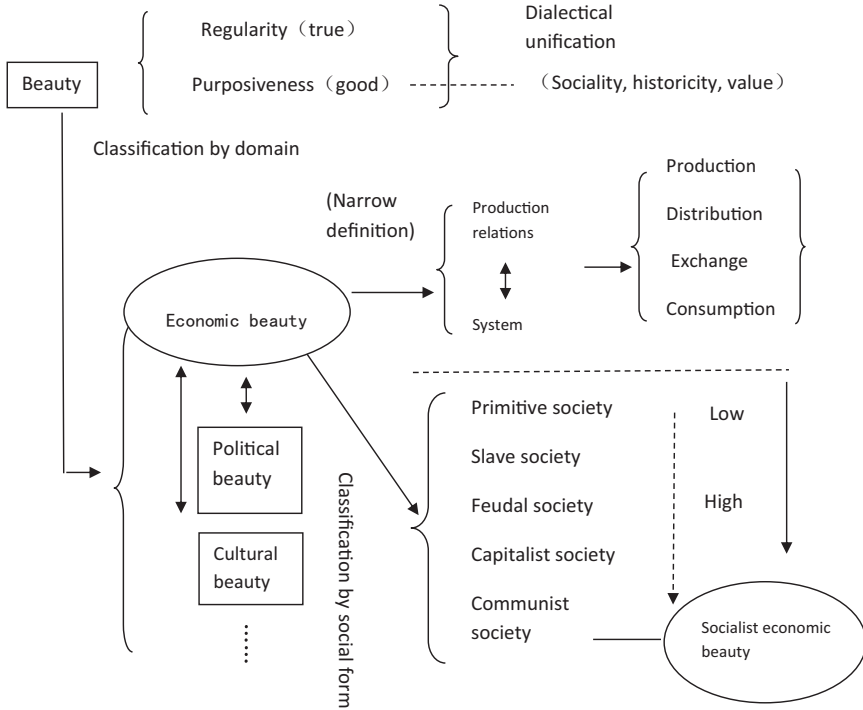 Regularity（true）
Dialectical
unification
Beauty
Purposiveness（good）
（Sociality, historicity, value）
Classification by domain
(Narrow
definition)
Production
relations
System
Production
Distribution
Exchange
Consumption
Economic beauty
Political
beauty
Cultural
beauty
......
Classification by social form
Primitive society
Slave society
Feudal society
Capitalist society
Communist
society
Low
High
Socialist economic
beauty